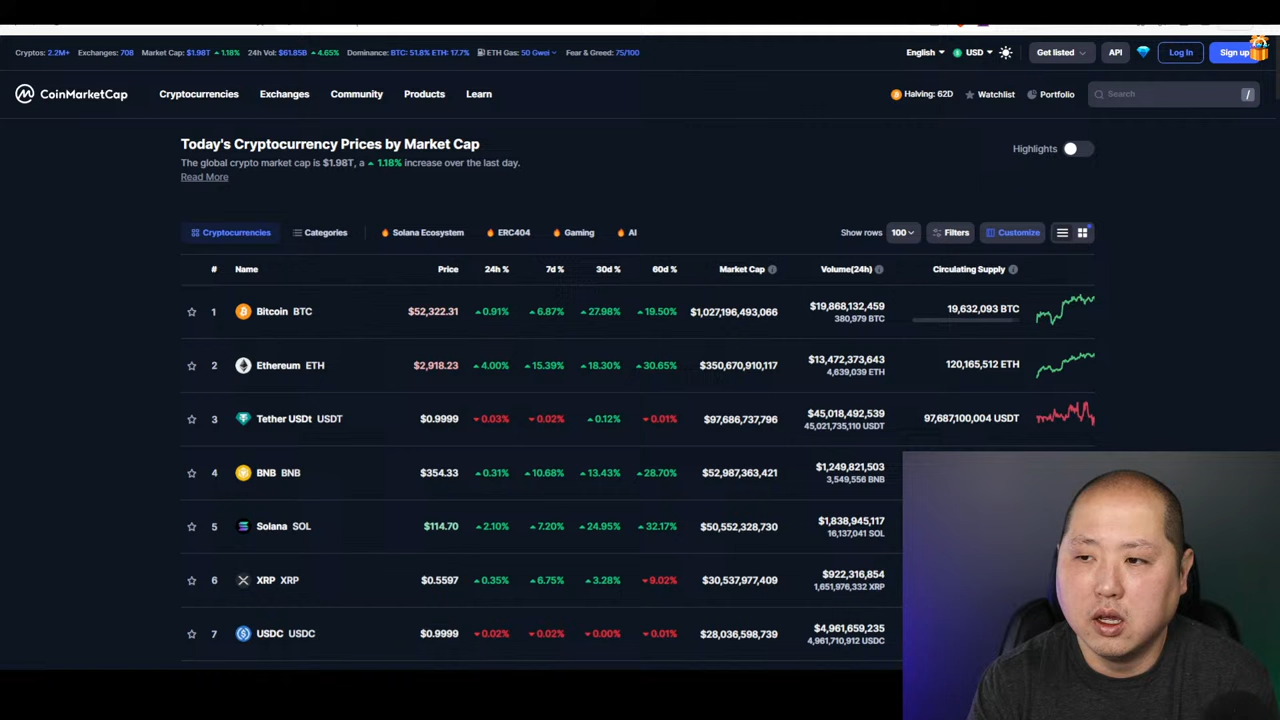 Cryptos: 2.2M+ Exchanges: 708 Market Cap: $1.98T 1.18% 24h Vol: $61.85B 4.65% Dominance: BTC: 51.8% ETH: 17.7% ETH Gas: 50 Gwei Fear & Greed: 75/100 English USD Get listed API Log In Sign up
CoinMarketCap Cryptocurrencies Exchanges Community Products Learn Halving: 62D Watchlist Portfolio Search /
Today's Cryptocurrency Prices by Market Cap
The global crypto market cap is $1.98T, a 1.18% increase over the last day.
Highlights
Read More
Cryptocurrencies Categories Solana Ecosystem ERC404 Gaming AI Show rows 100 Filters Customize
# Name Price 24h % 7d % 30d % 60d % Market Cap Volume(24h) Circulating Supply
1 Bitcoin BTC $52,322.31 0.91% 6.87% 27.98% 19.50% $1,027,196,493,066 $19,868,132,459 19,632,093 BTC
380,979 BTC
2 Ethereum ETH $2,918.23 4.00% 15.39% 18.30% 30.65% $350,670,910,117 $13,472,373,643 120,165,512 ETH
4,639,039 ETH
3 Tether USDt USDT $0.9999 0.03% 0.02% 0.12% 0.01% $97,686,737,796 $45,018,492,539 97,687,100,004 USDT
45,021,735,110 USDT
4 BNB BNB $354.33 0.31% 10.68% 13.43% 28.70% $52,987,363,421 $1,249,821,503
3,549,556 BNB
5 Solana SOL $114.70 2.10% 7.20% 24.95% 32.17% $50,552,328,730 $1,838,945,117
16,137,041 SOL
6 XRP XRP $0.5597 0.35% 6.75% 3.28% 9.02% $30,537,977,409 $922,316,854
1,651,976,332 XRP
7 USDC USDC $0.9999 0.02% 0.02% 0.00% 0.01% $28,036,598,739 $4,961,659,235
4,961,710,912 USDC